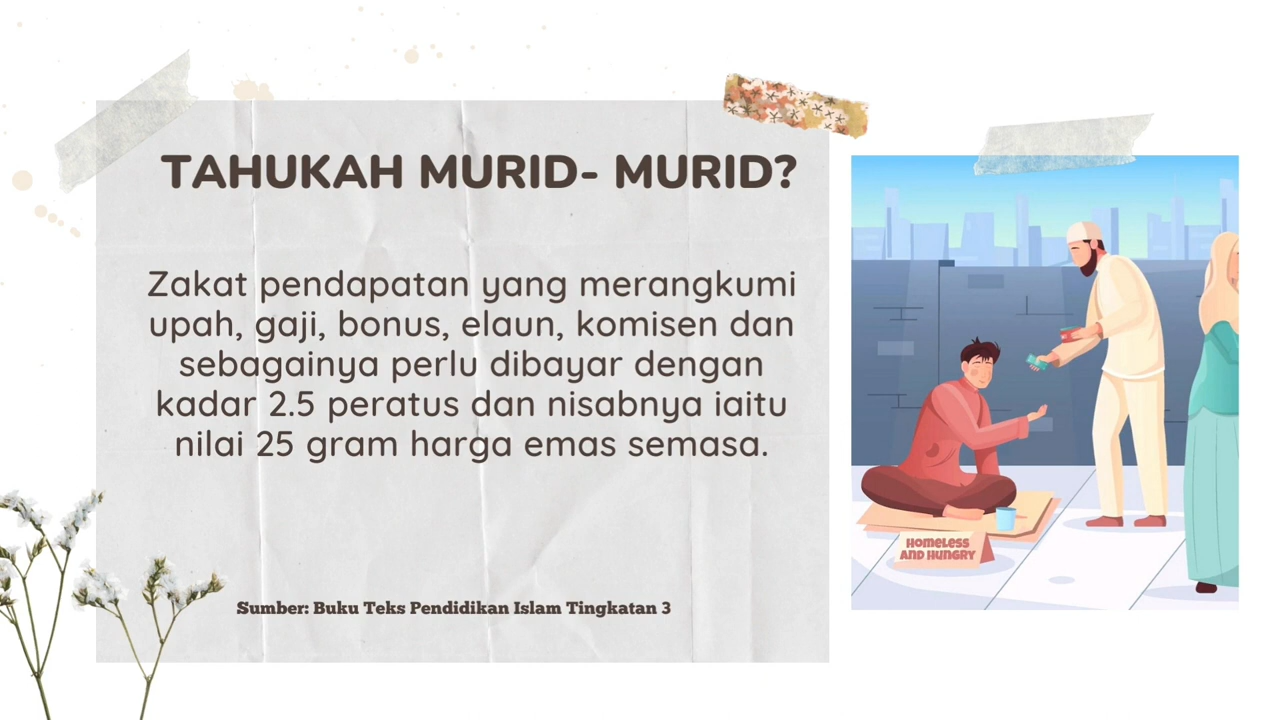 TAHUKAH MURID- MURID?
Zakat pendapatan yang merangkumi
upah, gaji, bonus, elaun, komisen dan
sebagainya perlu dibayar dengan
kadar 2.5 peratus dan nisabnya iaitu
nilai 25 gram harga emas semasa.
HOMELESS
AND HUNGRY
Sumber: Buku Teks Pendidikan Islam Tingkatan 3